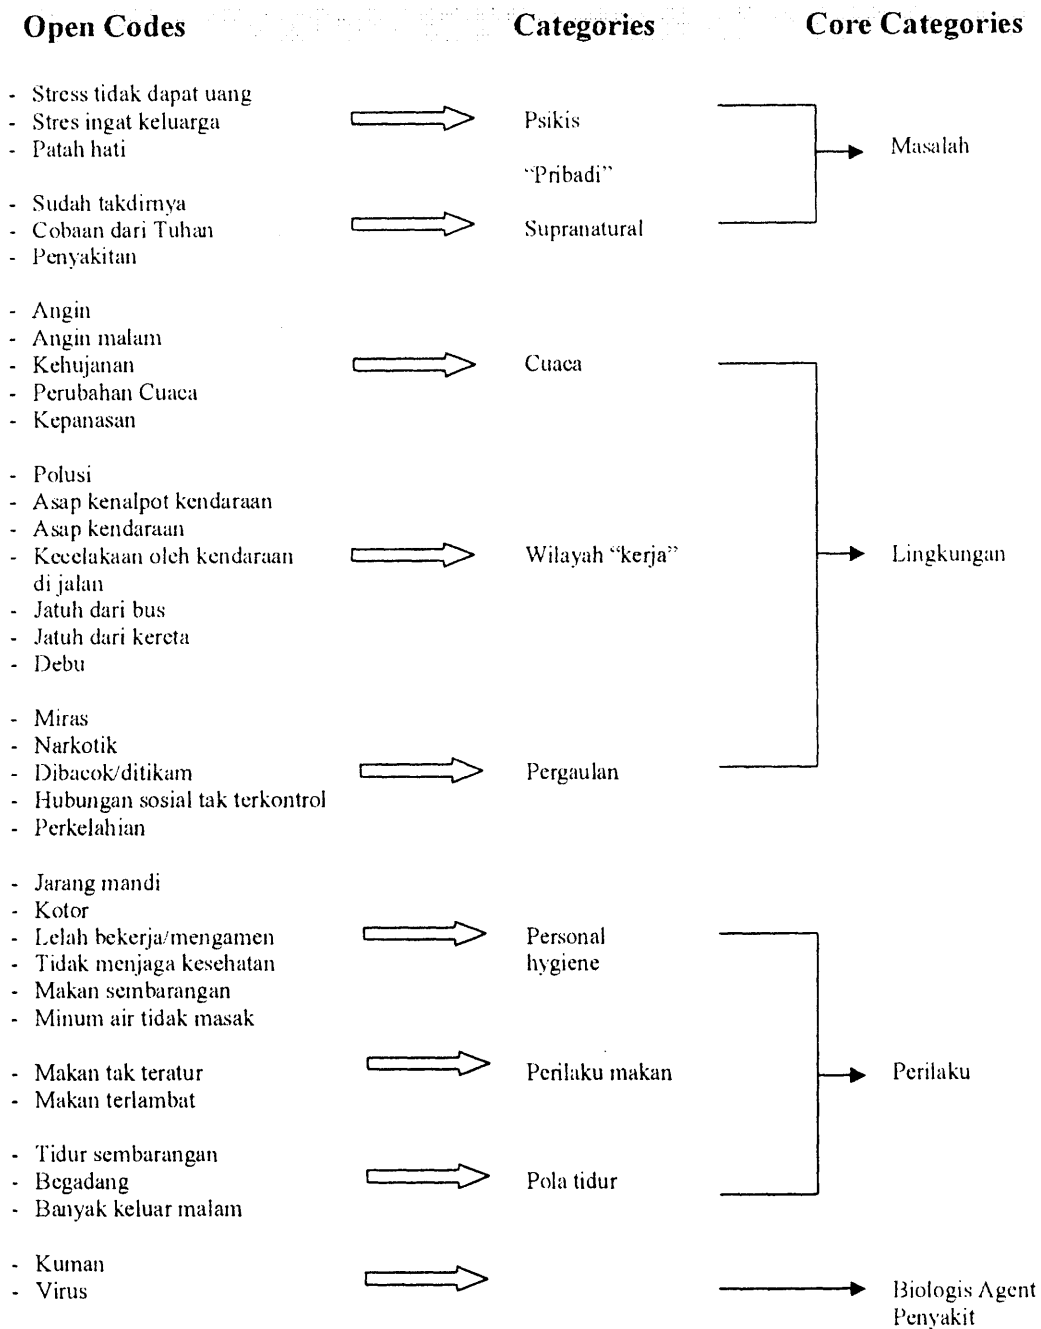 Open Codes Categories Core Categories
- Stress tidak dapat uang
- Stres ingat keluarga Psikis Masalah
- Patah hati
"Pribadi"
- Sudah takdirnya
- Cobaan dari Tuhan Supranatural
- Penyakitan
- Angin
- Angin malam
- Kehujanan Cuaca
- Perubahan Cuaca
- Kepanasan
- Polusi
- Asap kenalpot kendaraan
- Asap kendaraan
- Kecelakaan oleh kendaraan Wilayah "kerja" Lingkungan
di jalan
- Jatuh dari bus
- Jatuh dari kereta
- Debu
- Miras
- Narkotik
- Dibacok/ditikam Pergaulan
- Hubungan sosial tak terkontrol
- Perkelahian
- Jarang mandi
- Kotor
- Lelah bekerja/mengamen Personal
- Tidak menjaga kesehatan hygiene
- Makan sembarangan
- Minum air tidak masak
- Makan tak teratur Perilaku makan Perilaku
- Makan terlambat
- Tidur sembarangan
- Begadang Pola tidur
- Banyak keluar malam
- Kuman
- Virus Biologis Agent
Penyakit